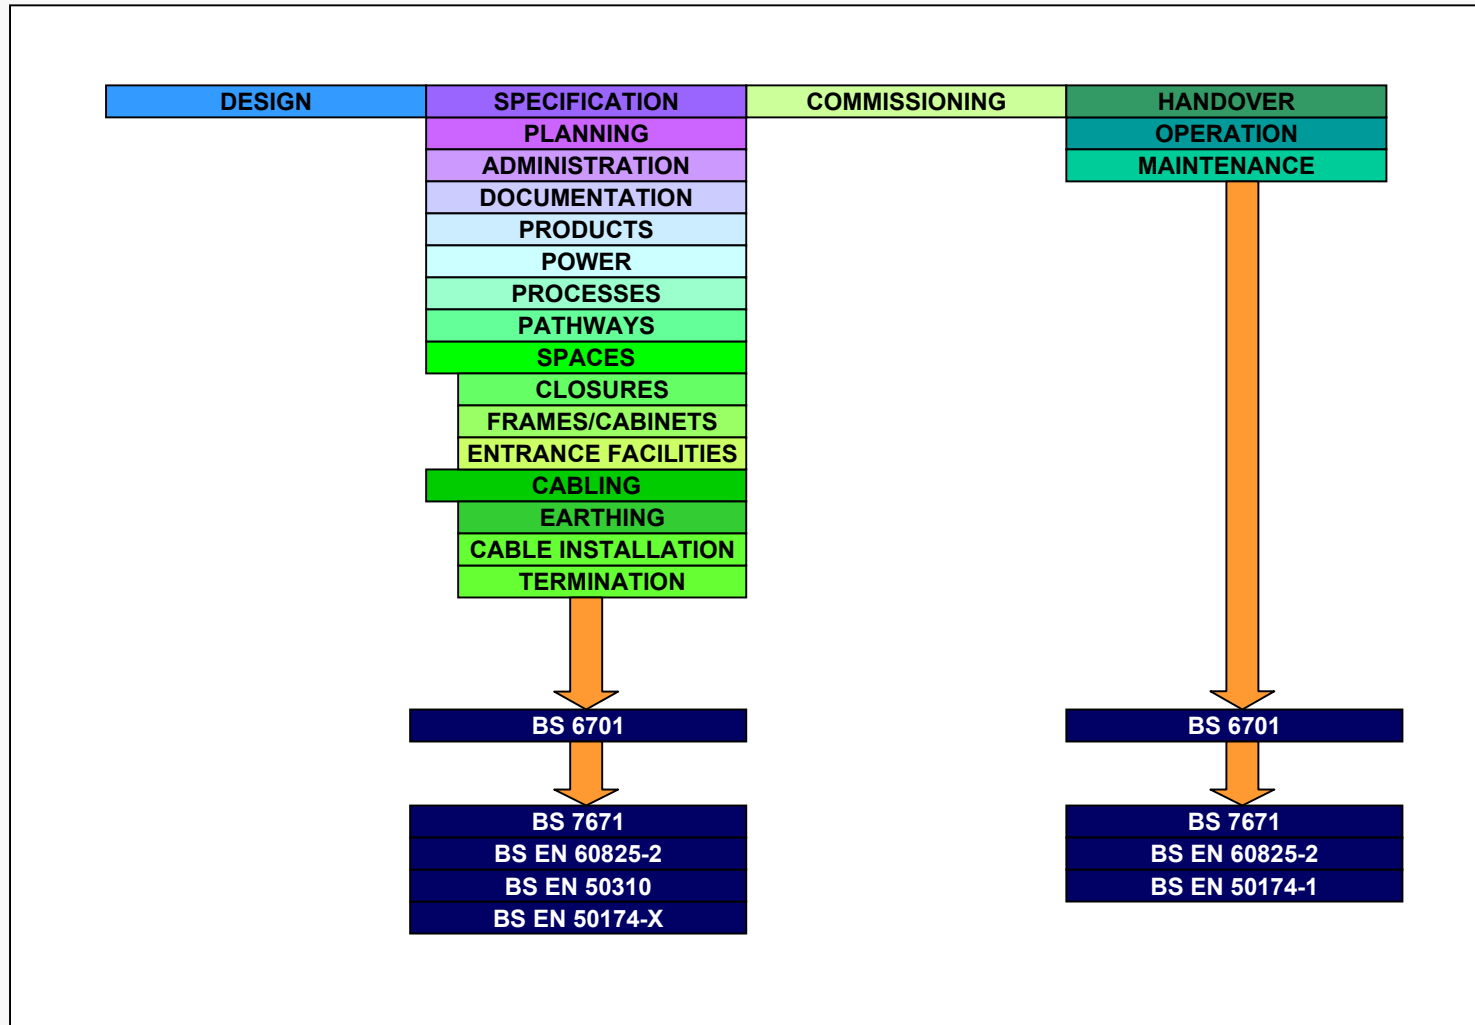 DESIGN
SPECIFICATION
COMMISSIONING
HANDOVER
PLANNING
ADMINISTRATION
DOCUMENTATION
PRODUCTS
POWER
PROCESSES
PATHWAYS
SPACES
CLOSURES
FRAMES/CABINETS
ENTRANCE FACILITIES
CABLING
EARTHING
CABLE INSTALLATION
TERMINATION
BS 6701
BS 7671
BS EN 60825-2
BS EN 50310
BS EN 50174-X
OPERATION
MAINTENANCE
BS 6701
BS 7671
BS EN 60825-2
BS EN 50174-1